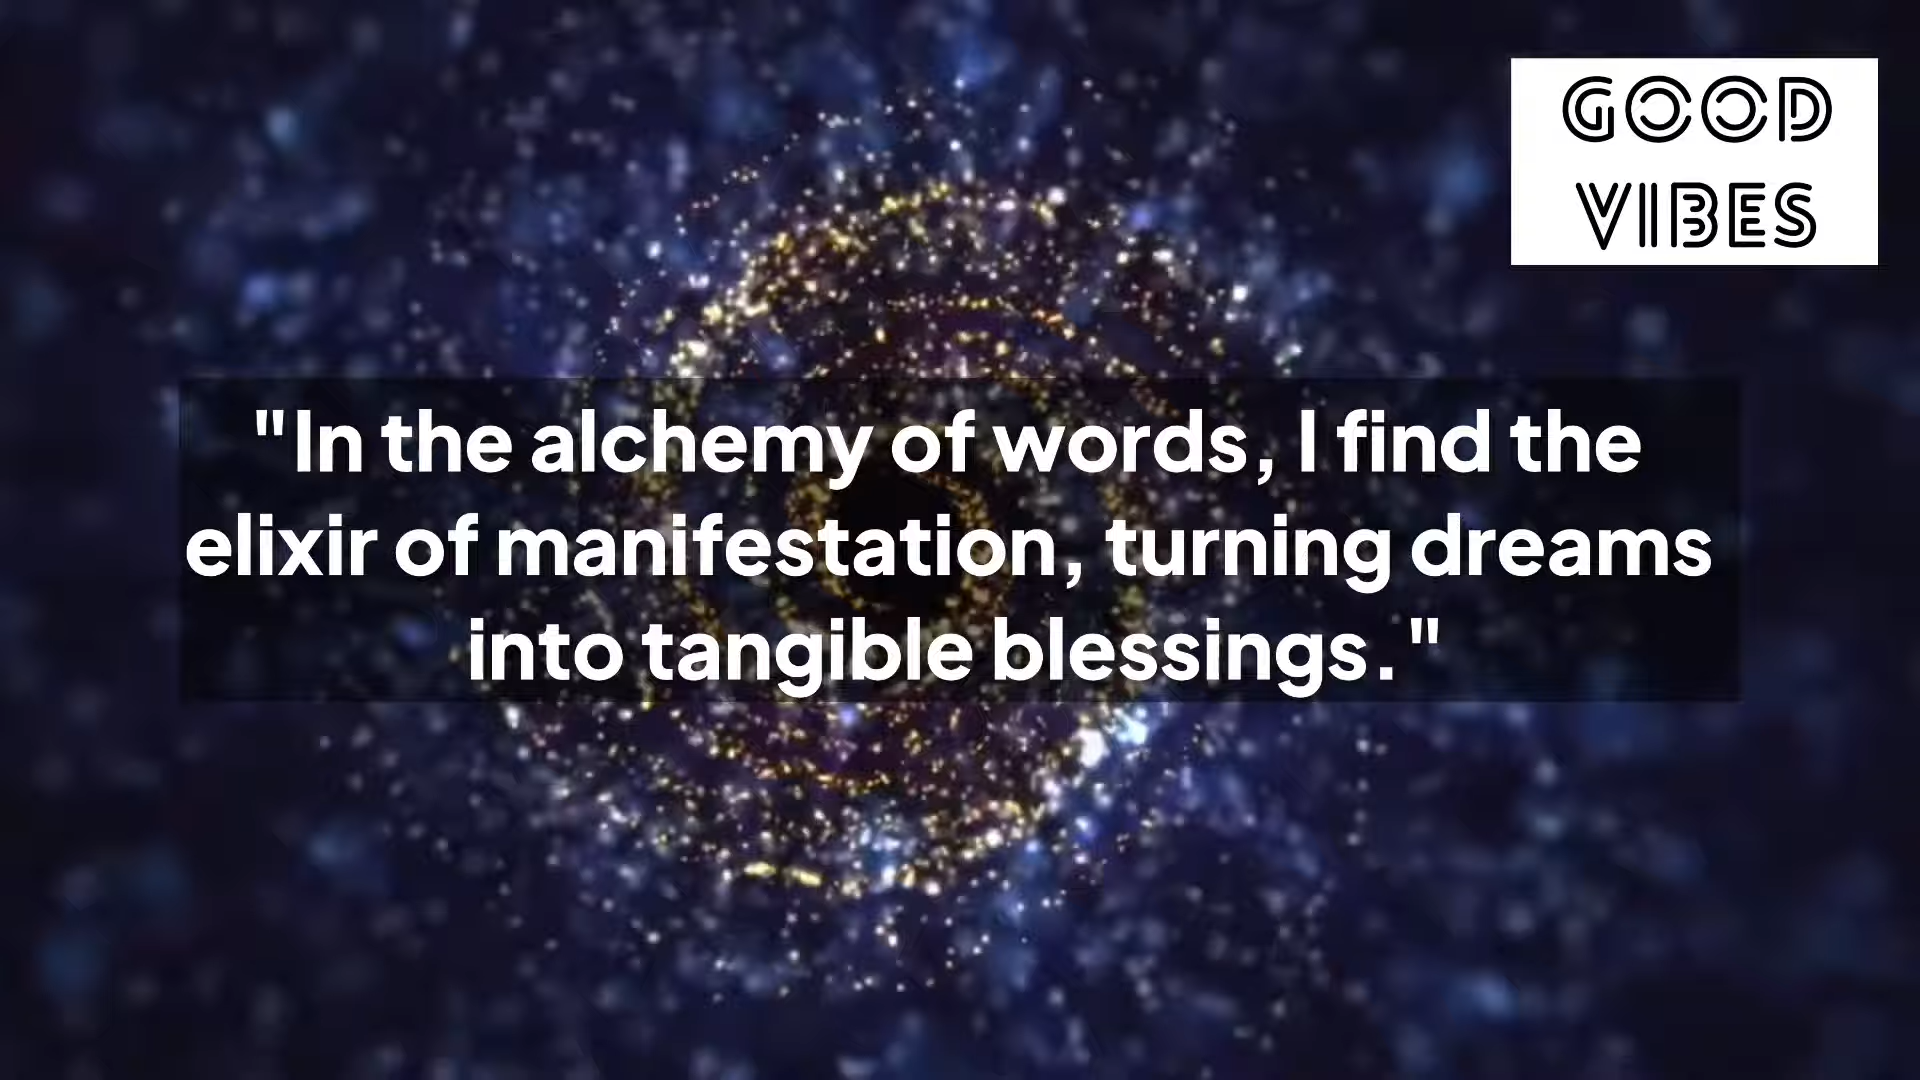 GOOD
VIBES
"In the alchemy of words, I find the
elixir of manifestation, turning dreams
into tangible blessings."